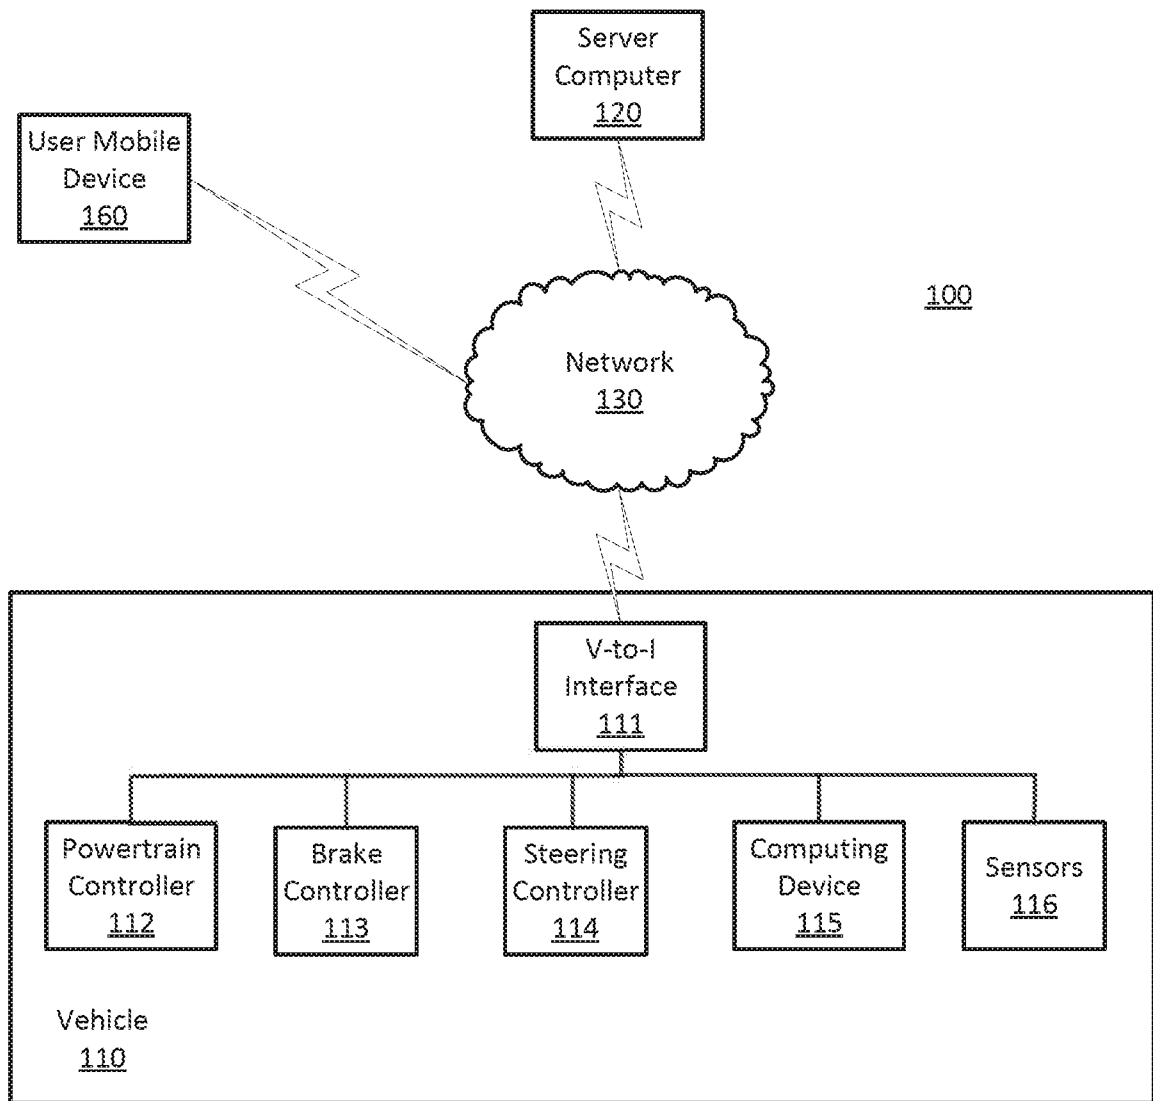 Server
Computer
120
User Mobile
Device
160
100
Network
130
V-to-I
Interface
111
Powertrain
Controller
112
Brake
Controller
113
Steering
Controller
114
Computing
Device
115
Sensors
116
Vehicle
110